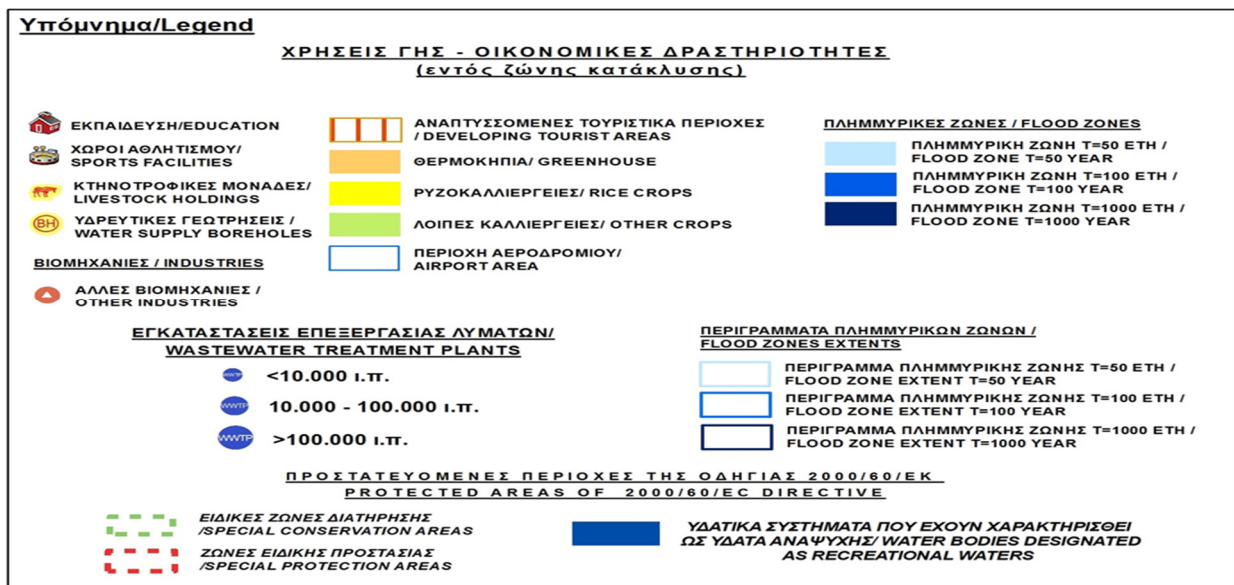 Υπόμνημα/Legend
ΧΡΗΣΕΙΣ ΓΗΣ - ΟΙΚΟΝΟΜΙΚΕΣ ΔΡΑΣΤΗΡΙΟΤΗΤΕΣ
(εντός ζώνης κατάκλυσης)
ΕΚΠΑΙΔΕΥΣΗ/EDUCATION
ΧΩΡΟΙ ΑΘΛΗΤΙΣΜΟΥ/
SPORTS FACILITIES
ΚΤΗΝΟΤΡΟΦΙΚΕΣ ΜΟΝΑΔΕΣ/
LIVESTOCK HOLDINGS
BH
ΥΔΡΕΥΤΙΚΕΣ ΓΕΩΤΡΗΣΕΙΣ /
WATER SUPPLY BOREHOLES
ΒΙΟΜΗΧΑΝΙΕΣ / INDUSTRIES
ΑΛΛΕΣ ΒΙΟΜΗΧΑΝΙΕΣ /
OTHER INDUSTRIES
ΑΝΑΠΤΥΣΣΟΜΕΝΕΣ ΤΟΥΡΙΣΤΙΚΑ ΠΕΡΙΟΧΕΣ
/ DEVELOPING TOURIST AREAS
ΘΕΡΜΟΚΗΠΙΑ/ GREENHOUSE
ΡΥΖΟΚΑΛΛΙΕΡΓΕΙΕΣ/ RICE CROPS
ΛΟΙΠΕΣ ΚΑΛΛΙΕΡΓΕΙΕΣ/ OTHER CROPS
ΠΕΡΙΟΧΗ ΑΕΡΟΔΡΟΜΙΟΥ/
AIRPORT AREA
ΠΛΗΜΜΥΡΙΚΕΣ ΖΩΝΕΣ / FLOOD ZONES
ΠΛΗΜΜΥΡΙΚΗ ΖΩΝΗ T=50 ΕΤΗ /
FLOOD ZONE T=50 YEAR
ΠΛΗΜΜΥΡΙΚΗ ΖΩΝΗ T=100 ΕΤΗ /
FLOOD ZONE T=100 YEAR
ΠΛΗΜΜΥΡΙΚΗ ΖΩΝΗ T=1000 ΕΤΗ /
FLOOD ZONE T=1000 YEAR
ΕΓΚΑΤΑΣΤΑΣΕΙΣ ΕΠΕΞΕΡΓΑΣΙΑΣ ΛΥΜΑΤΩΝ/
WASTEWATER TREATMENT PLANTS
WWTP <10.000 ι.π.
WWTP 10.000 - 100.000 ι.π.
WWTP >100.000 ι.π.
ΠΕΡΙΓΡΑΜΜΑΤΑ ΠΛΗΜΜΥΡΙΚΩΝ ΖΩΝΩΝ /
FLOOD ZONES EXTENTS
ΠΕΡΙΓΡΑΜΜΑ ΠΛΗΜΜΥΡΙΚΗΣ ΖΩΝΗΣ T=50 ΕΤΗ /
FLOOD ZONE EXTENT T=50 YEAR
ΠΕΡΙΓΡΑΜΜΑ ΠΛΗΜΜΥΡΙΚΗΣ ΖΩΝΗΣ T=100 ΕΤΗ /
FLOOD ZONE EXTENT T=100 YEAR
ΠΕΡΙΓΡΑΜΜΑ ΠΛΗΜΜΥΡΙΚΗΣ ΖΩΝΗΣ T=1000 ΕΤΗ /
FLOOD ZONE EXTENT T=1000 YEAR
ΠΡΟΣΤΑΤΕΥΟΜΕΝΕΣ ΠΕΡΙΟΧΕΣ ΤΗΣ ΟΔΗΓΙΑΣ 2000/60/ΕΚ
PROTECTED AREAS OF 2000/60/EC DIRECTIVE
ΕΙΔΙΚΕΣ ΖΩΝΕΣ ΔΙΑΤΗΡΗΣΗΣ
/SPECIAL CONSERVATION AREAS
ΖΩΝΕΣ ΕΙΔΙΚΗΣ ΠΡΟΣΤΑΣΙΑΣ
/SPECIAL PROTECTION AREAS
ΥΔΑΤΙΚΑ ΣΥΣΤΗΜΑΤΑ ΠΟΥ ΕΧΟΥΝ ΧΑΡΑΚΤΗΡΙΣΘΕΙ
ΩΣ ΥΔΑΤΑ ΑΝΑΨΥΧΗΣ/ WATER BODIES DESIGNATED
AS RECREATIONAL WATERS